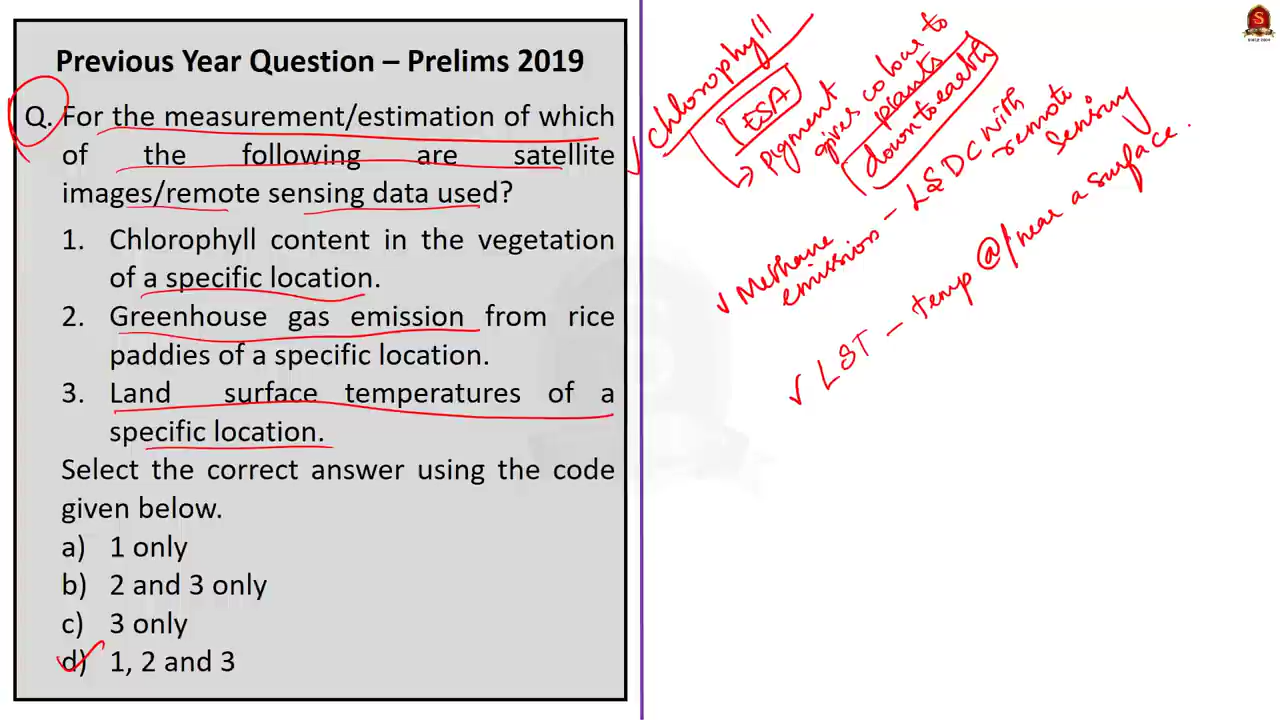 Previous Year Question – Prelims 2019
Q. For the measurement/estimation of which
of the following are satellite
images/remote sensing data used?
1. Chlorophyll content in the vegetation
of a specific location.
2. Greenhouse gas emission from rice
paddies of a specific location.
3. Land surface temperatures of a
specific location.
Select the correct answer using the code
given below.
a) 1 only
b) 2 and 3 only
c) 3 only
d) 1, 2 and 3
chlorophyll
ESA
pigment
gives colour to
plants
down to earth
Methane
emission -
with
remote
sensing
LST - temp @/near a surface.